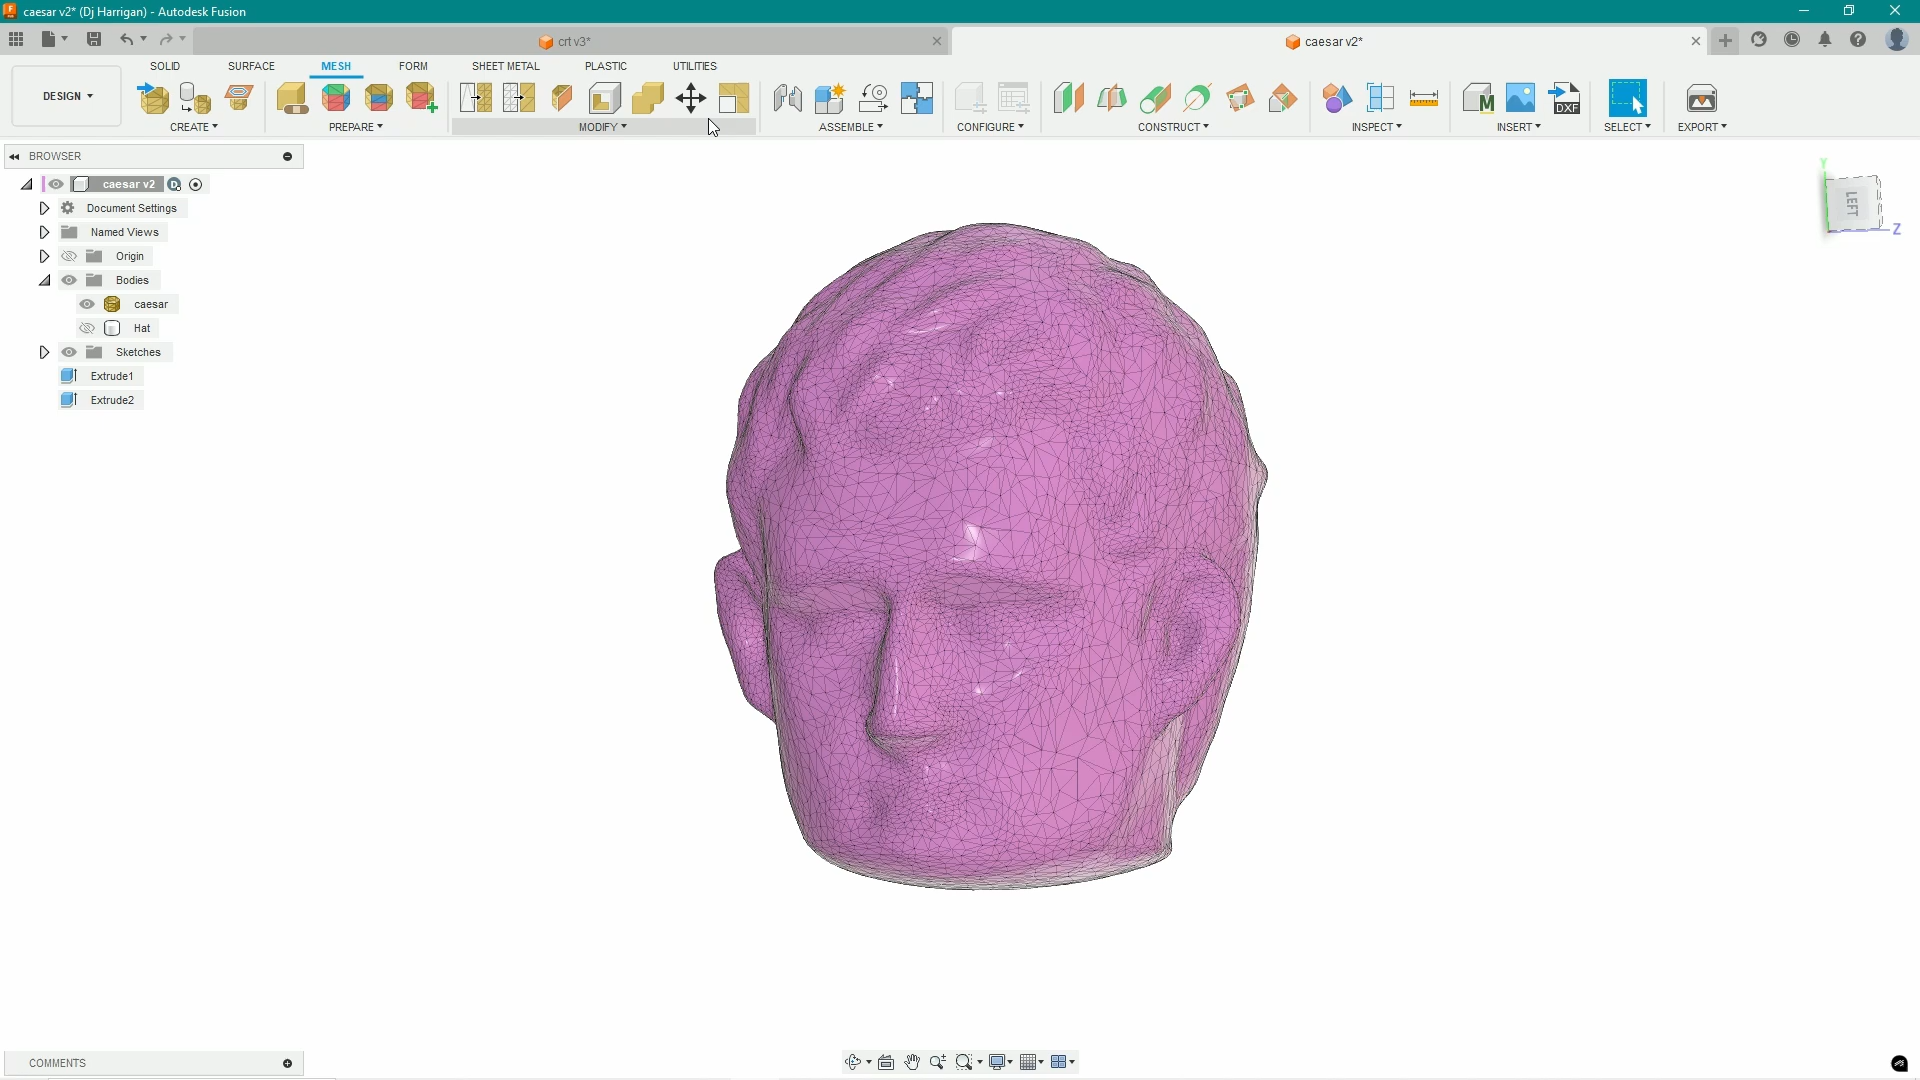 caesar v2* (Dj Harrigan) - Autodesk Fusion
crt v3*
caesar v2*
SOLID
SURFACE
MESH
FORM
SHEET METAL
PLASTIC
UTILITIES
DESIGN
CREATE
PREPARE
MODIFY
ASSEMBLE
CONFIGURE
CONSTRUCT
INSPECT
M
DXF
INSERT
SELECT
EXPORT
BROWSER
caesar v2
Document Settings
Named Views
Origin
Bodies
caesar
Hat
Sketches
Extrude1
Extrude2
Y
LEFT
Z
COMMENTS